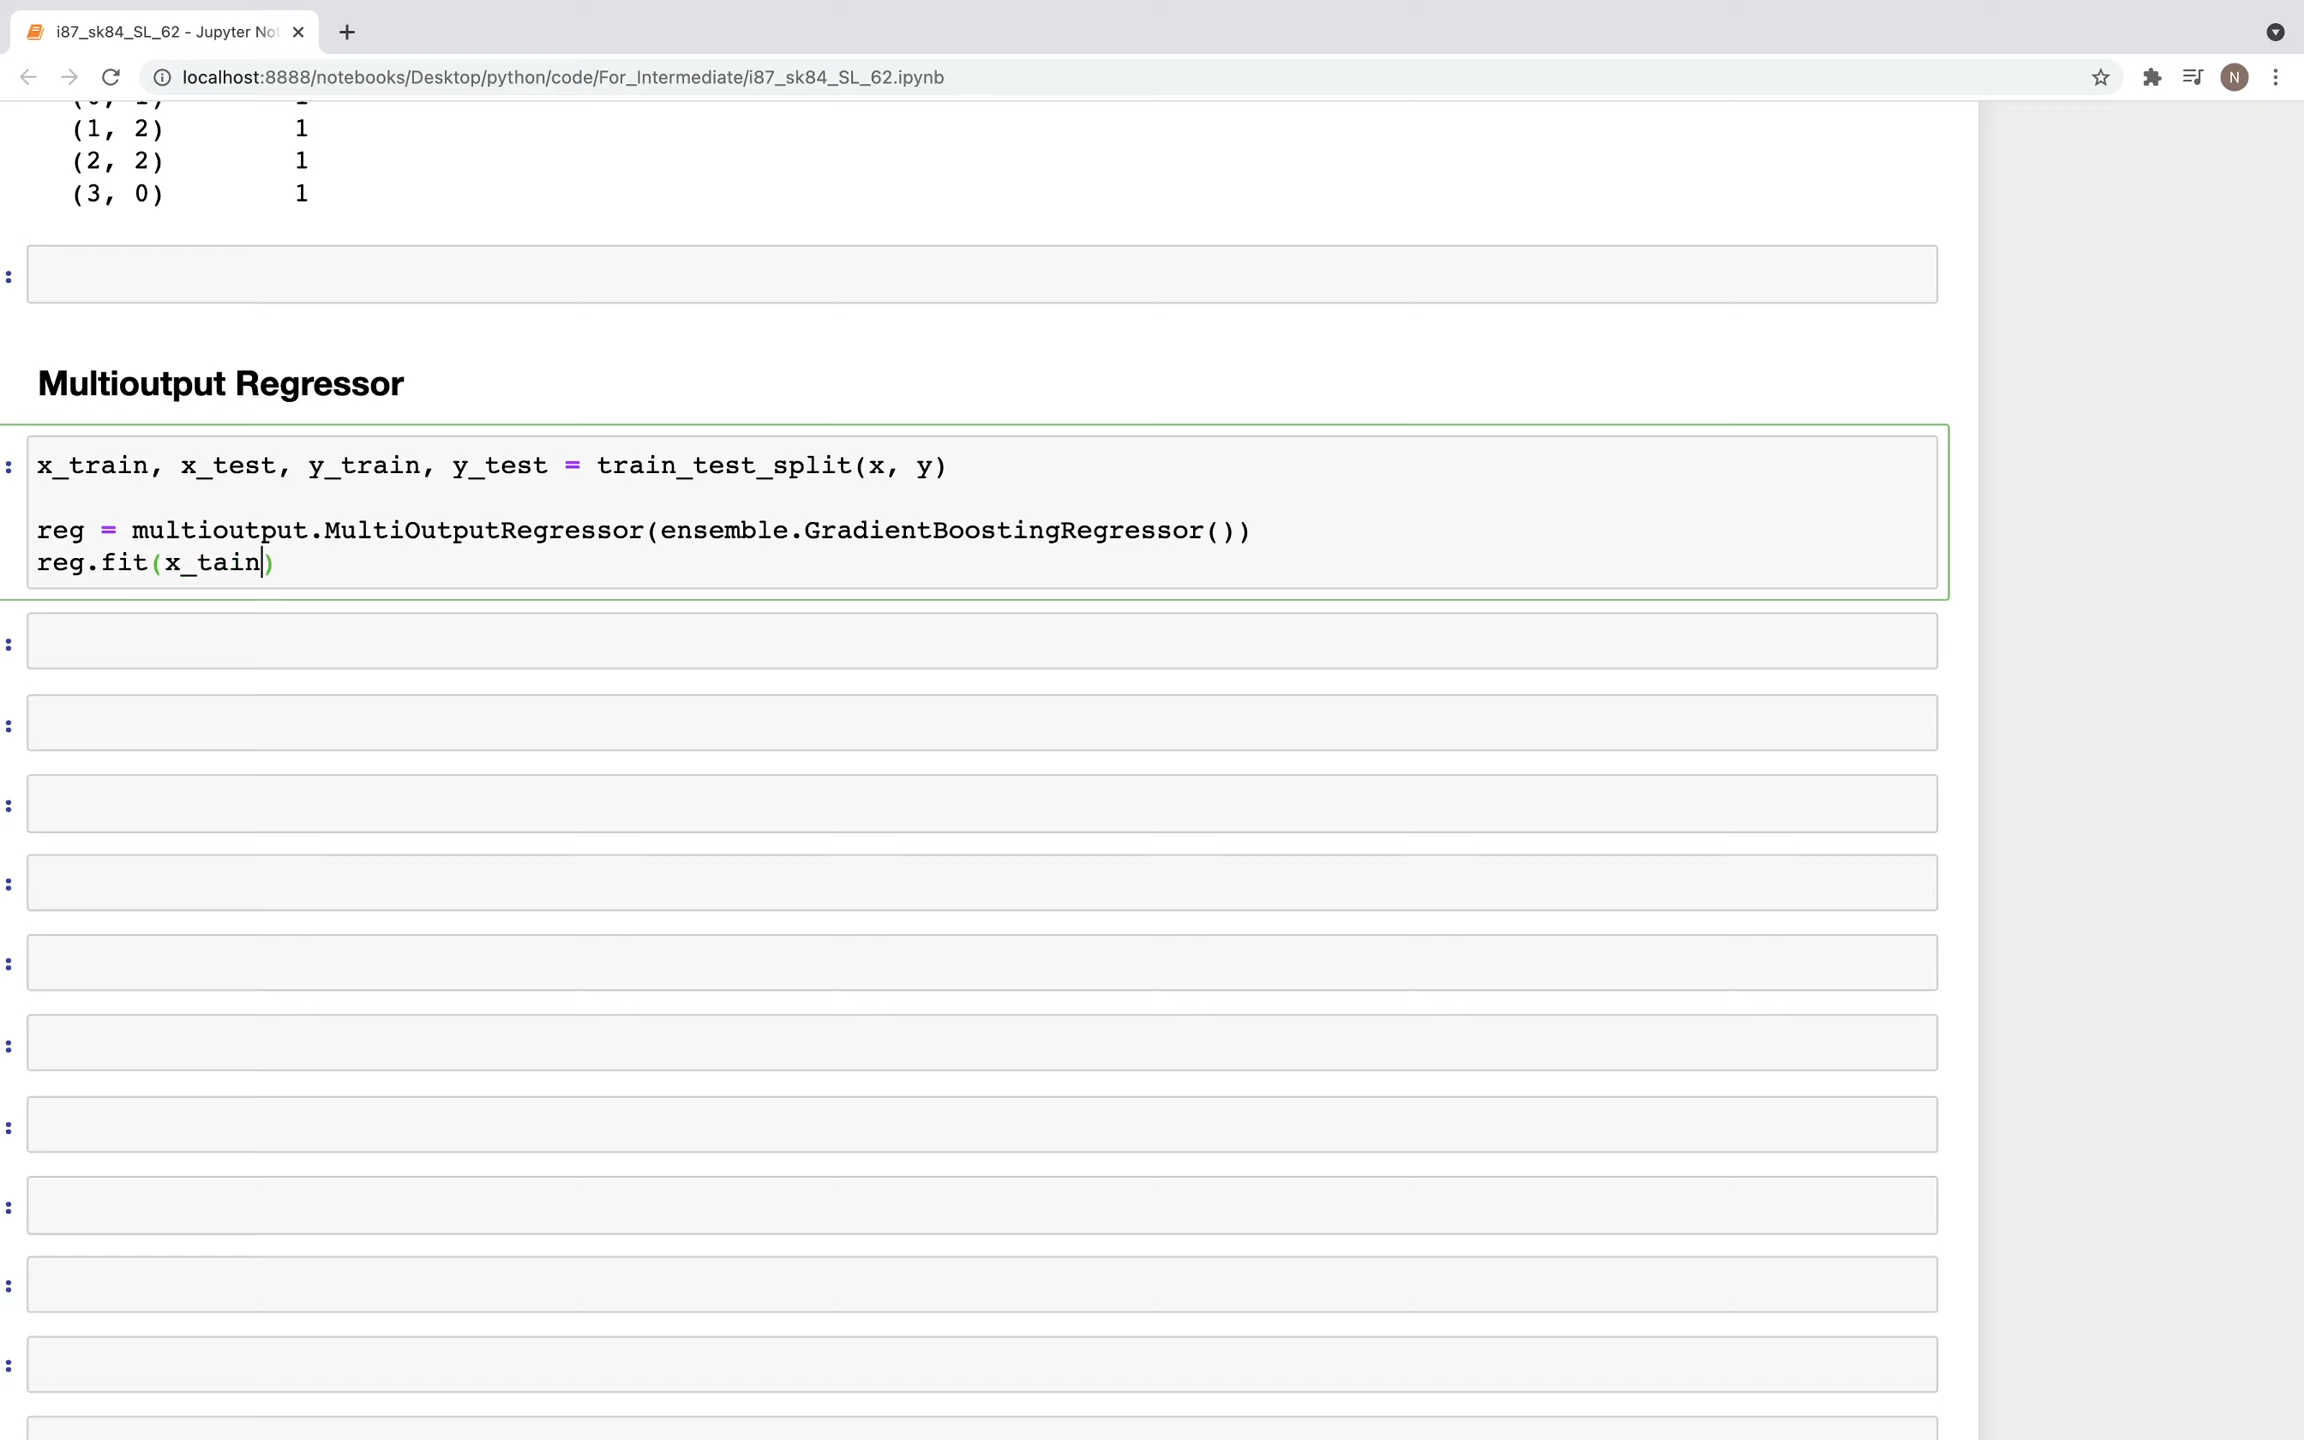 i87_sk84_SL_62 - Jupyter Not
localhost:8888/notebooks/Desktop/python/code/For_Intermediate/i87_sk84_SL_62.ipynb
N
(1, 2) 1
(2, 2) 1
(3, 0) 1
Multioutput Regressor
x_train, x_test, y_train, y_test = train_test_split(x, y)
reg = multioutput.MultiOutputRegressor(ensemble.GradientBoostingRegressor())
reg.fit(x_tain)